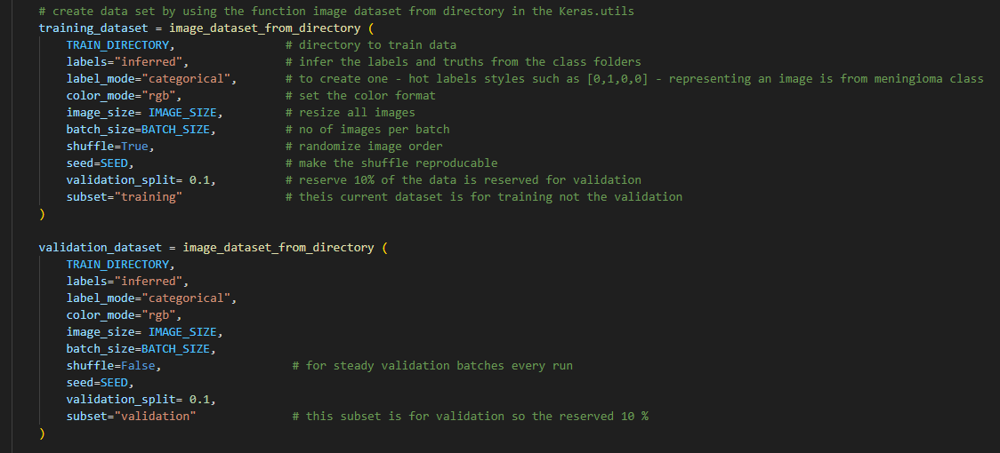 # create data set by using the function image dataset from directory in the Keras.utils
training_dataset = image_dataset_from_directory (
    TRAIN_DIRECTORY,                # directory to train data
    labels="inferred",              # infer the labels and truths from the class folders
    label_mode="categorical",       # to create one - hot labels styles such as [0,1,0,0] - representing an image is from meningioma class
    color_mode="rgb",               # set the color format
    image_size= IMAGE_SIZE,         # resize all images
    batch_size=BATCH_SIZE,          # no of images per batch
    shuffle=True,                   # randomize image order
    seed=SEED,                      # make the shuffle reproducable
    validation_split= 0.1,          # reserve 10% of the data is reserved for validation
    subset="training"               # theis current dataset is for training not the validation
)
validation_dataset = image_dataset_from_directory (
    TRAIN_DIRECTORY,
    labels="inferred",
    label_mode="categorical",
    color_mode="rgb",
    image_size= IMAGE_SIZE,
    batch_size=BATCH_SIZE,
    shuffle=False,                   # for steady validation batches every run
    seed=SEED,
    validation_split= 0.1,
    subset="validation"              # this subset is for validation so the reserved 10 %
)